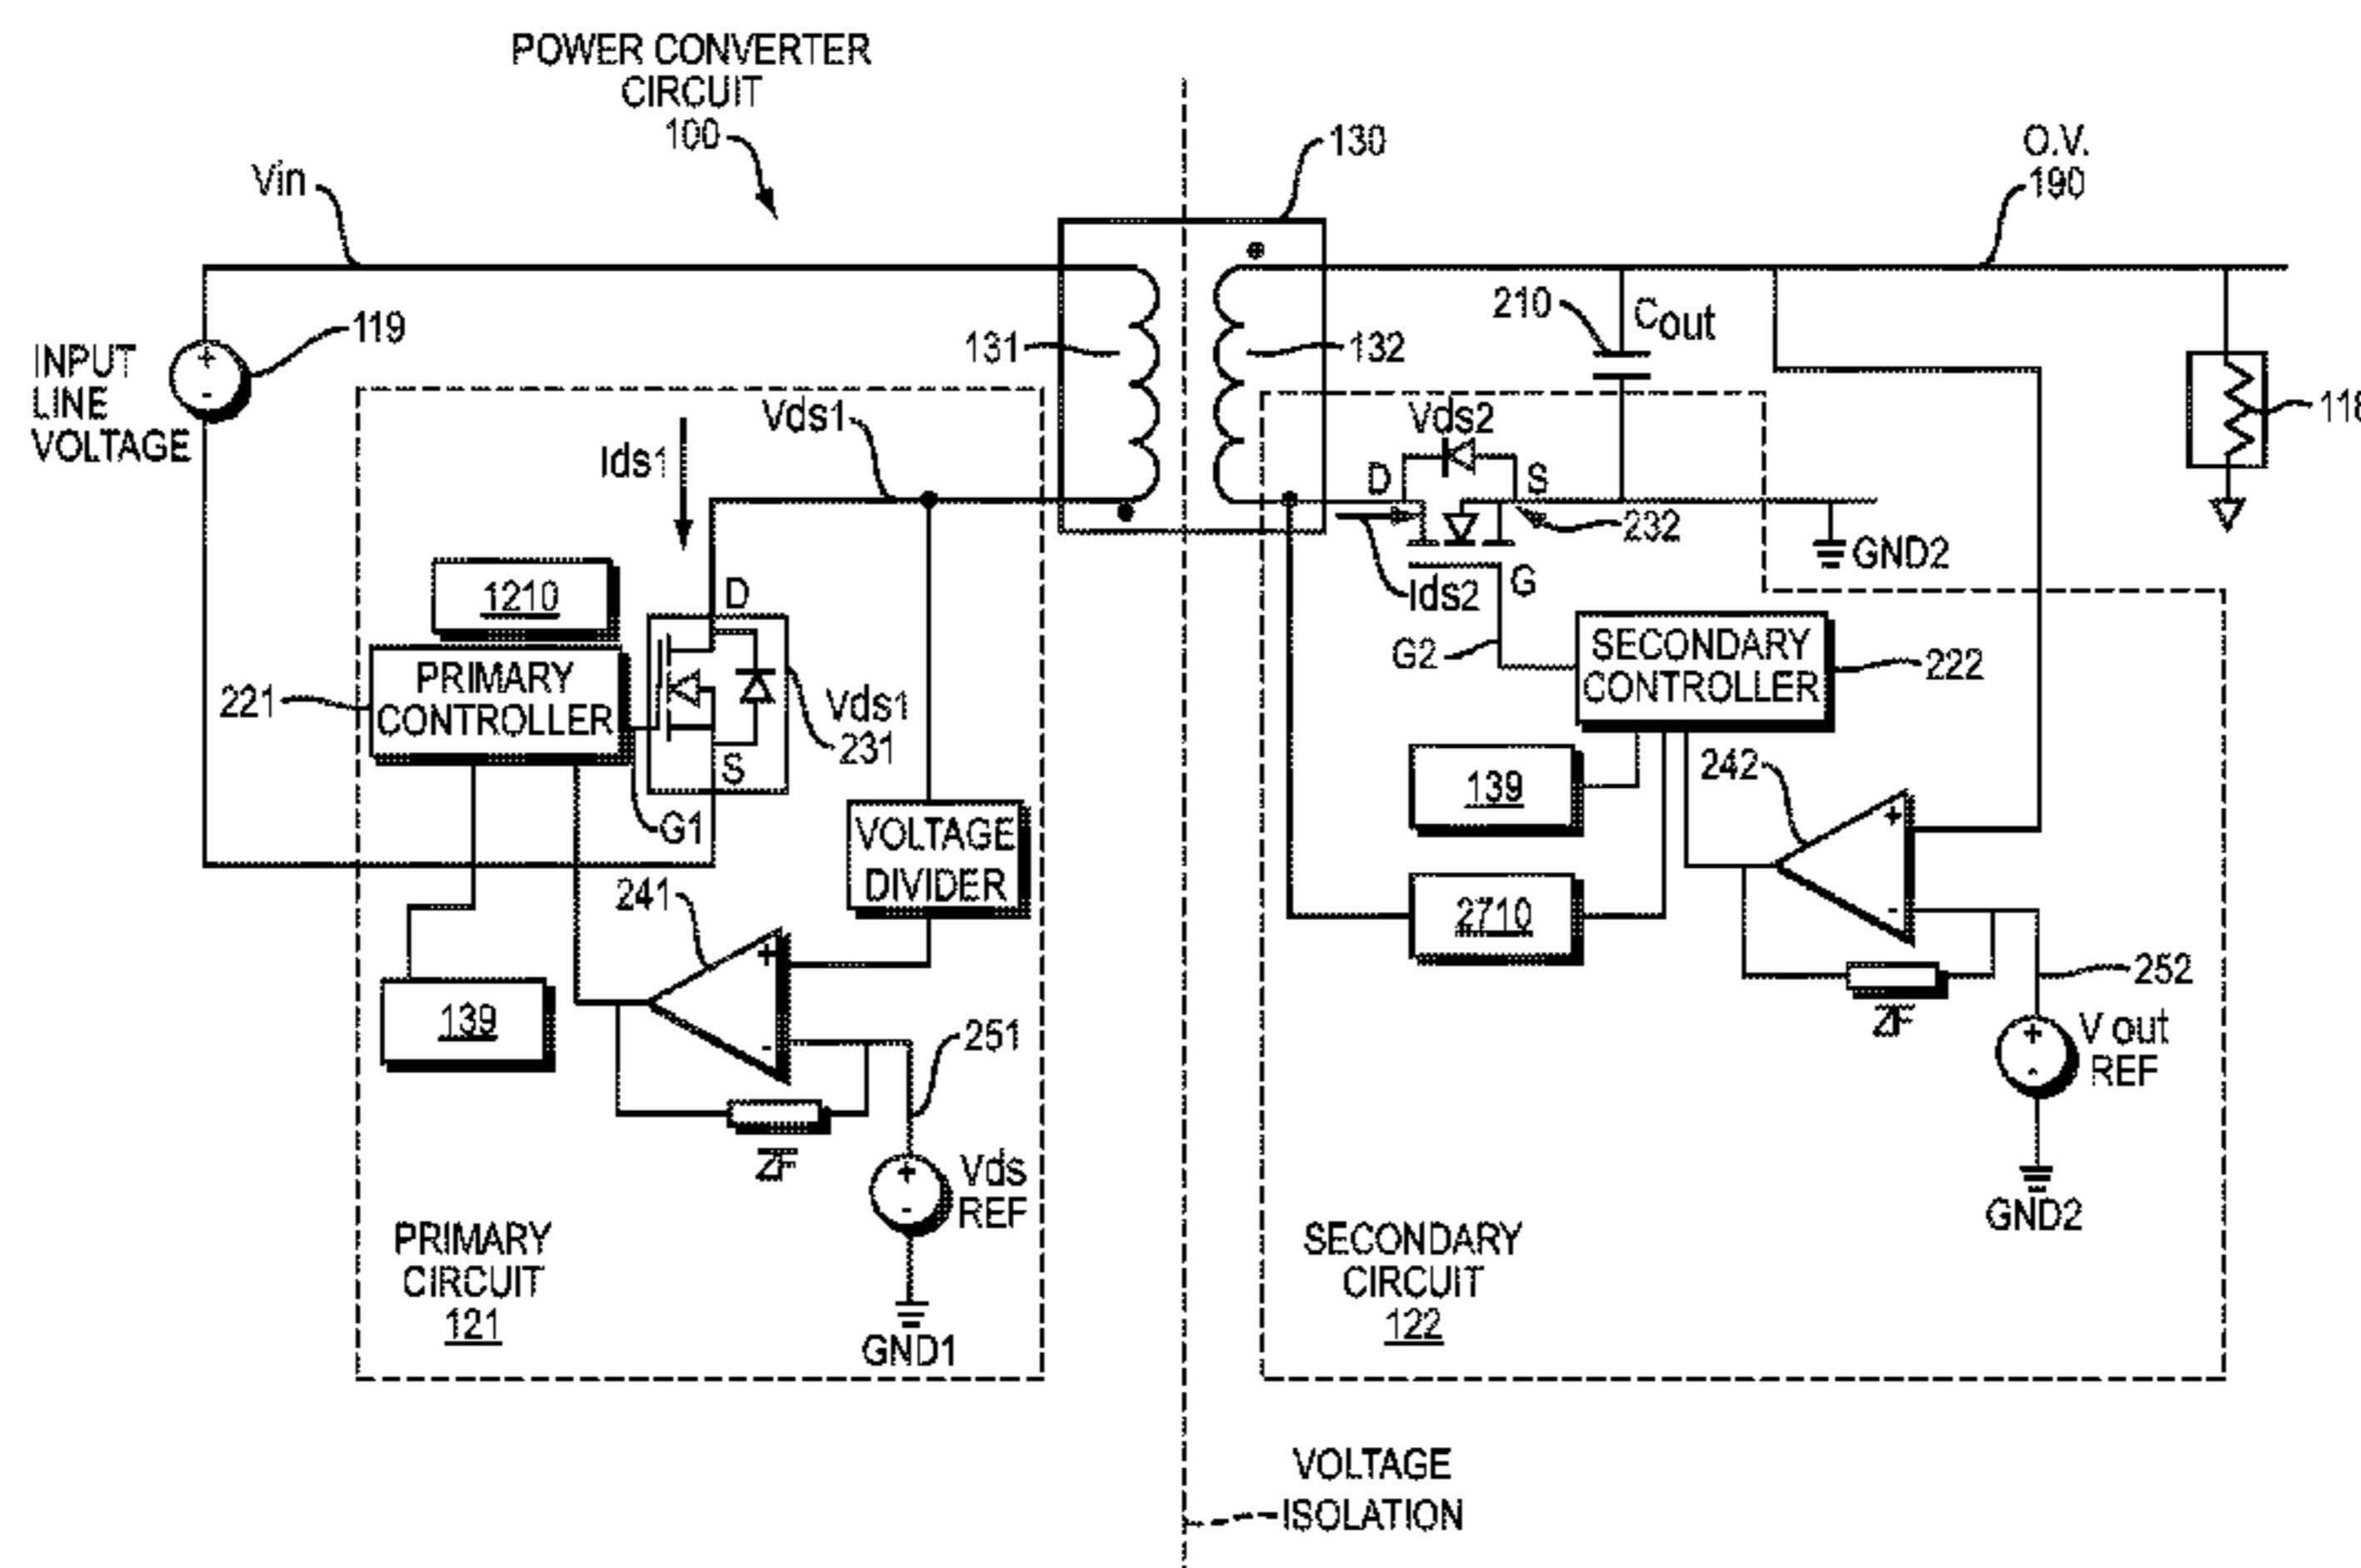 POWER CONVERTER
CIRCUIT
100
130
O.V.
190
Vin
119
INPUT
LINE
VOLTAGE
131
132
210
Cout
118
Vds1
Ids1
Vds2
D
S
232
GND2
Ids2
G
G2
SECONDARY
CONTROLLER
222
1210
D
PRIMARY
CONTROLLER
221
Vds1
231
S
G1
VOLTAGE
DIVIDER
139
242
+
-
2710
241
+
-
139
251
252
ZF
V out
REF
+
-
GND2
ZF
Vds
REF
+
-
GND1
+
-
PRIMARY
CIRCUIT
121
SECONDARY
CIRCUIT
122
VOLTAGE
ISOLATION